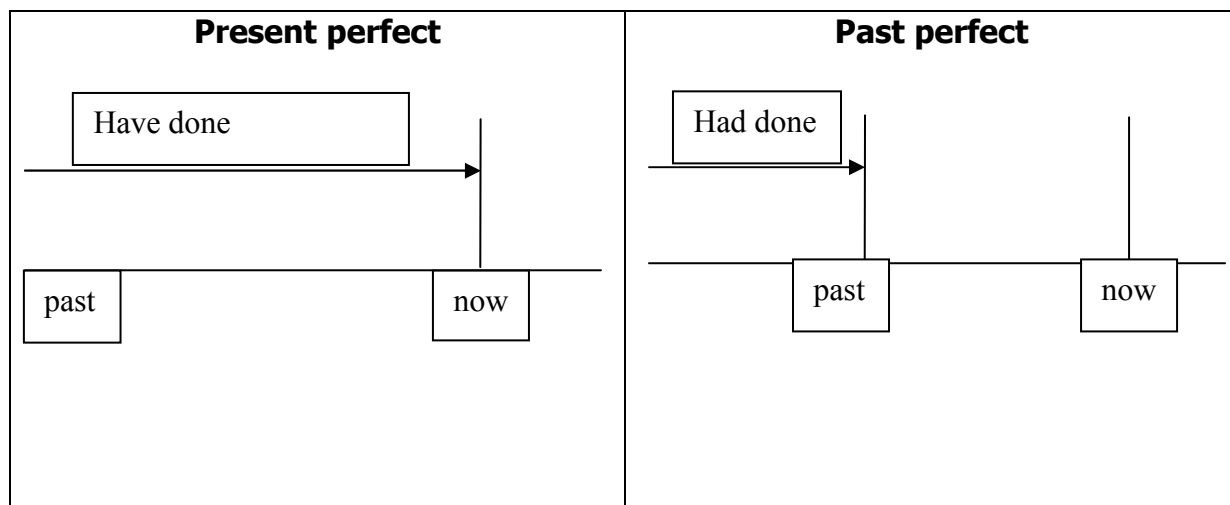 Present perfect
Have done
past
now
Past perfect
Had done
past
now